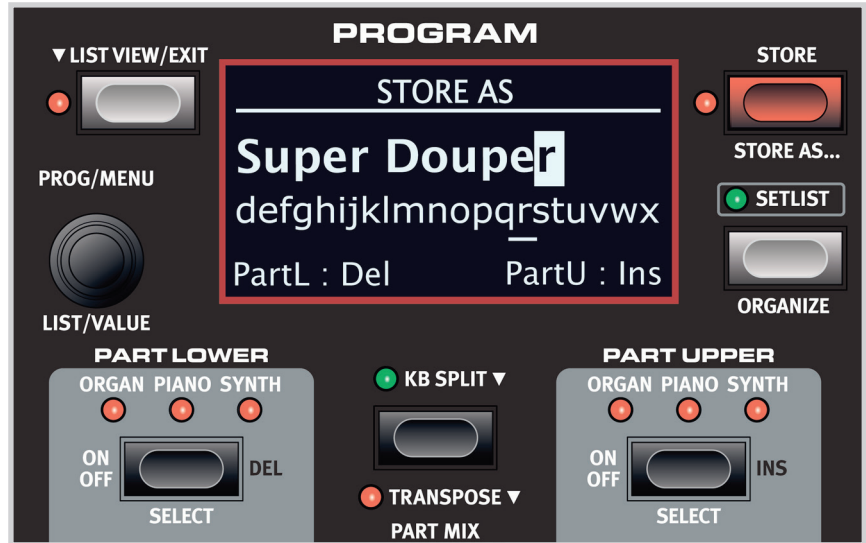 PROGRAM
▼ LIST VIEW/EXIT
STORE
STORE AS
Super Douper
defghijklmnopqrstuvwx
PartL : Del PartU : Ins
STORE AS...
PROG/MENU
SETLIST
LIST/VALUE
ORGANIZE
PART LOWER
ORGAN PIANO SYNTH
ON
OFF
DEL
SELECT
KB SPLIT ▼
TRANSPOSE ▼
PART MIX
PART UPPER
ORGAN PIANO SYNTH
ON
OFF
INS
SELECT